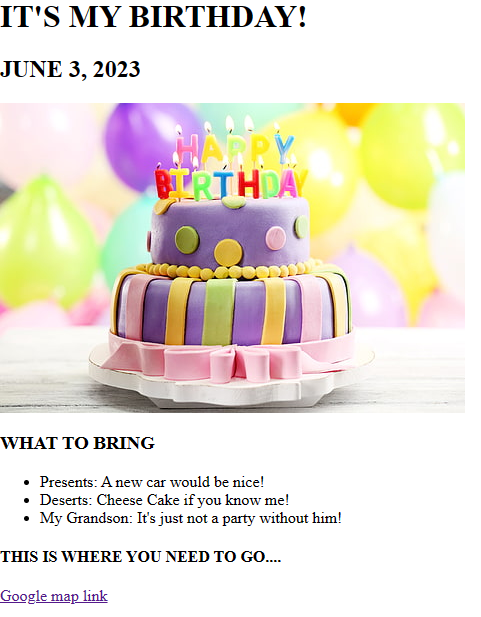 IT'S MY BIRTHDAY!
JUNE 3, 2023
HAPPY
BIRTHDAY
WHAT TO BRING
Presents: A new car would be nice!
Deserts: Cheese Cake if you know me!
My Grandson: It's just not a party without him!
THIS IS WHERE YOU NEED TO GO....
Google map link